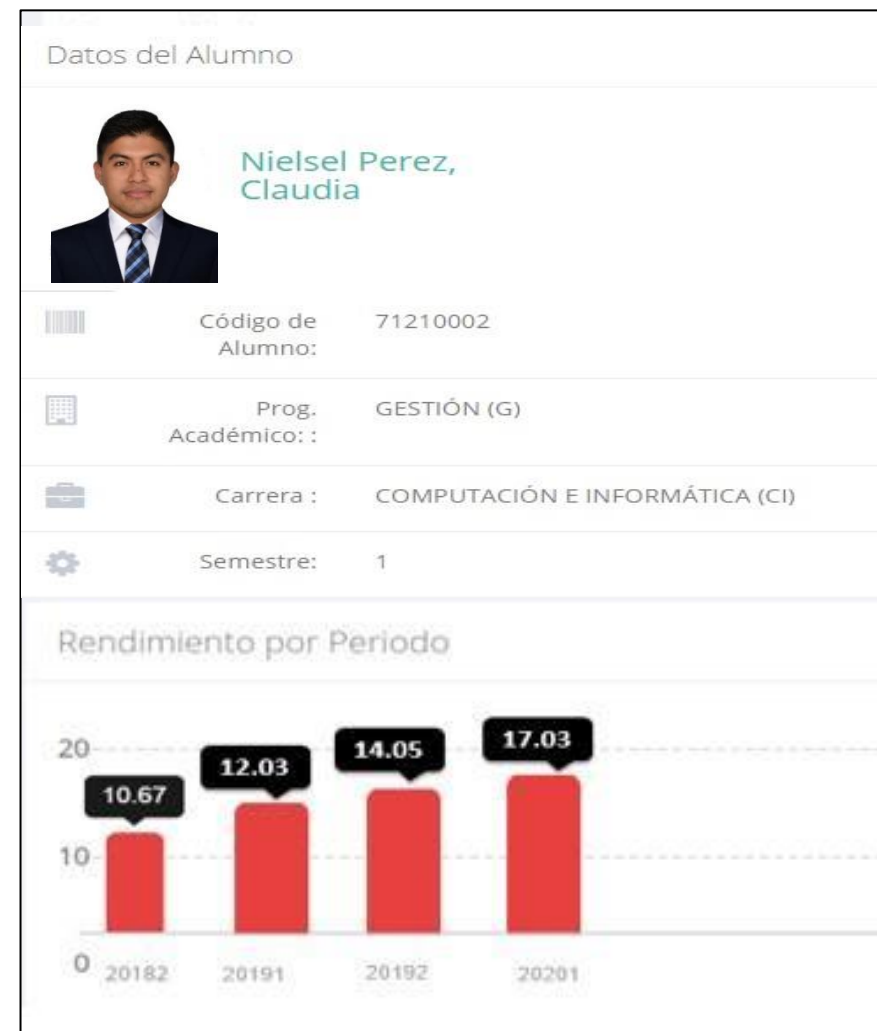 Datos del Alumno
Nielsel Perez,
Claudia
Código de
Alumno:
71210002
Prog.
Académico: :
GESTIÓN (G)
Carrera :
COMPUTACIÓN E INFORMÁTICA (CI)
Semestre:
1
Rendimiento por Periodo
20
10
0
10.67
12.03
14.05
17.03
20182
20191
20192
20201